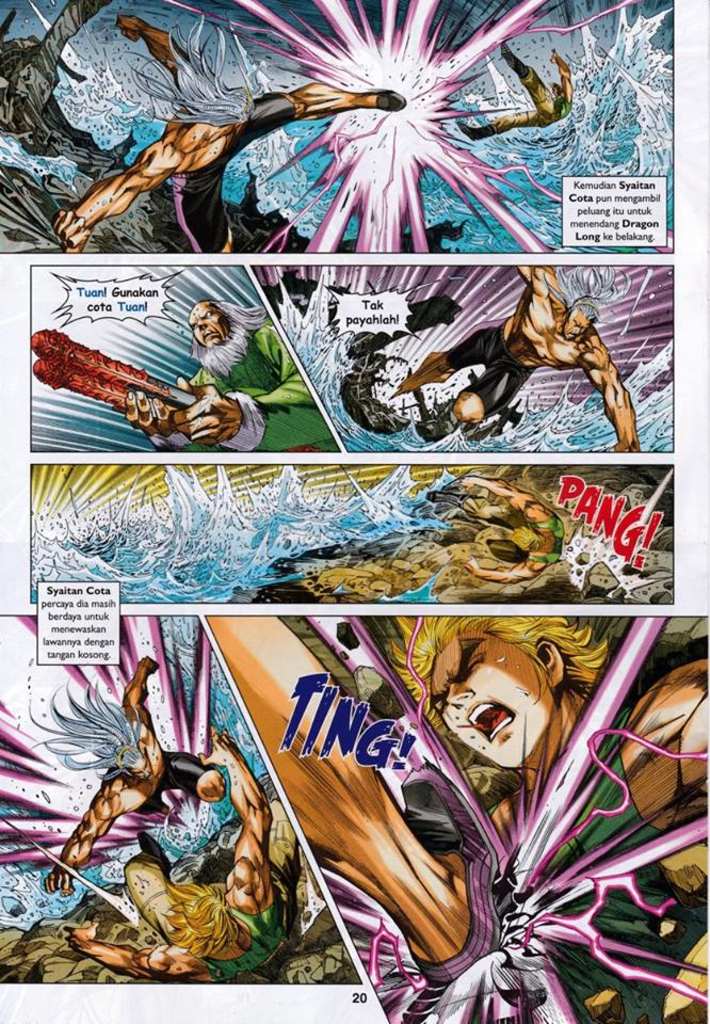 Kemudian Syaitan
Cota pun mengambil
peluang itu untuk
menendang Dragon
Long ke belakang.
Tuan! Gunakan
cota Tuan!
Tak
payahlah!
PANG!
Syaitan Cota
percaya dia masih
berdaya untuk
menewaskan
lawannya dengan
tangan kosong.
TING!
20